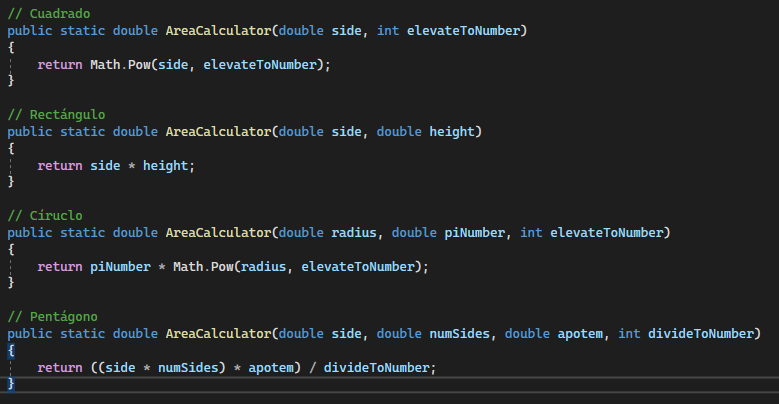 // Cuadrado
public static double AreaCalculator(double side, int elevateToNumber)
{
    return Math.Pow(side, elevateToNumber);
}
// Rectángulo
public static double AreaCalculator(double side, double height)
{
    return side * height;
}
// Círuclo
public static double AreaCalculator(double radius, double piNumber, int elevateToNumber)
{
    return piNumber * Math.Pow(radius, elevateToNumber);
}
// Pentágono
public static double AreaCalculator(double side, double numSides, double apotem, int divideToNumber)
{
    return ((side * numSides) * apotem) / divideToNumber;
}